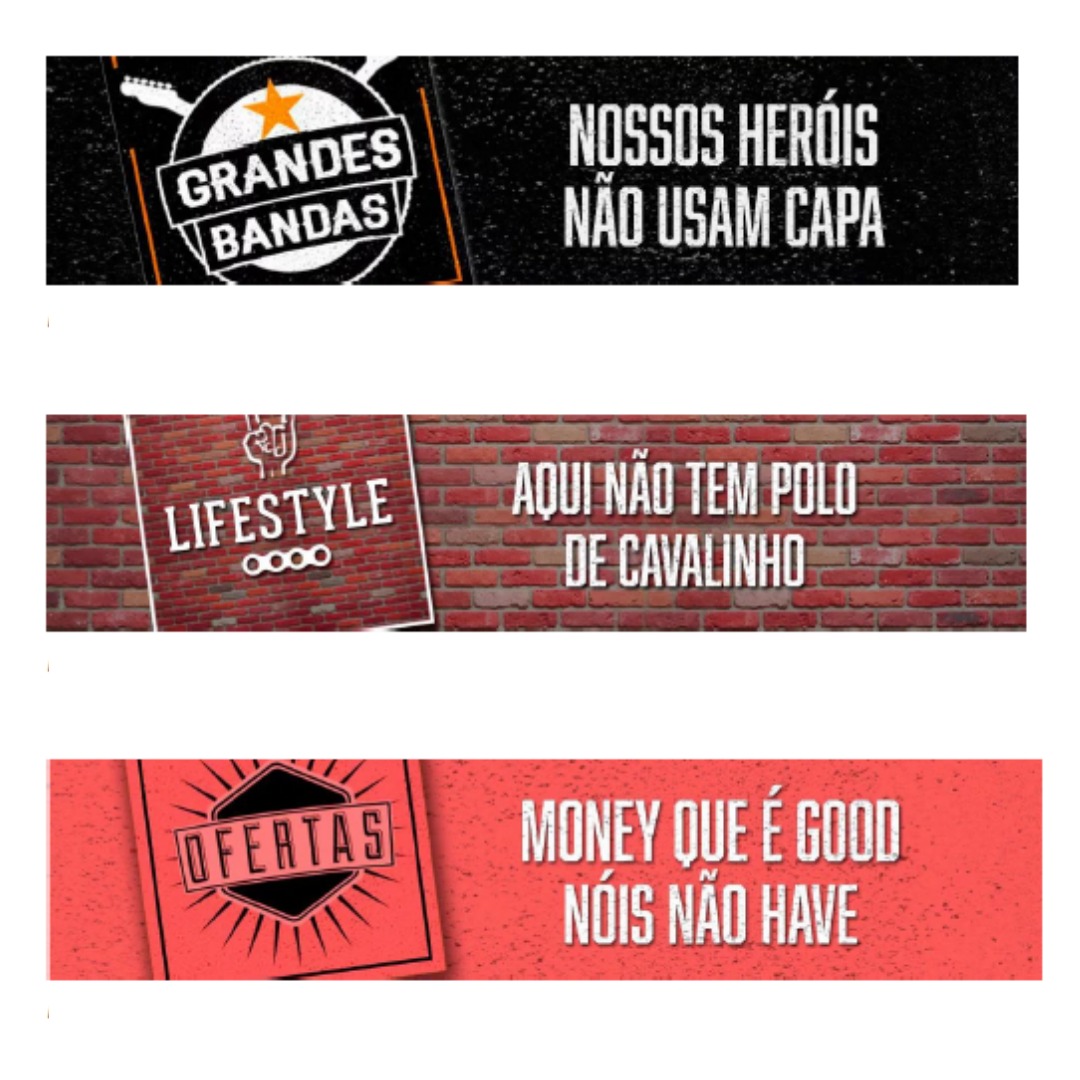 GRANDES
BANDAS
NOSSOS HERÓIS
NÃO USAM CAPA
LIFESTYLE
AQUI NÃO TEM POLO
DE CAVALINHO
OFERTAS
MONEY QUE É GOOD
NÓIS NÃO HAVE